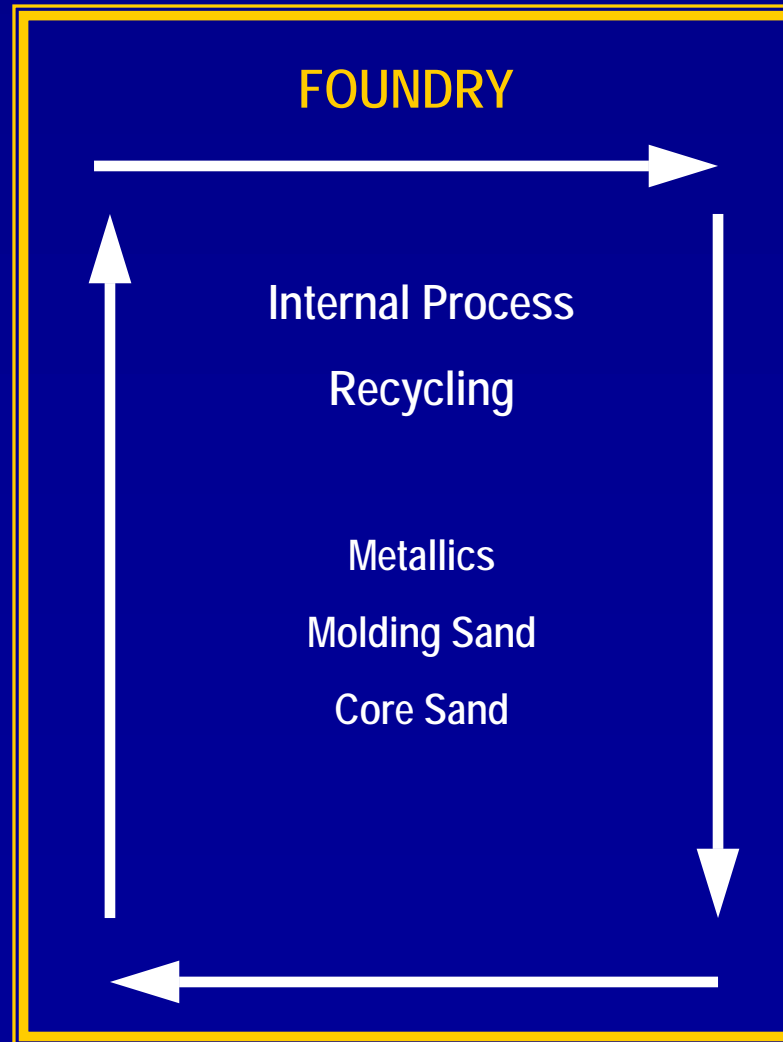 FOUNDRY
Internal Process
Recycling
Metallics
Molding Sand
Core Sand